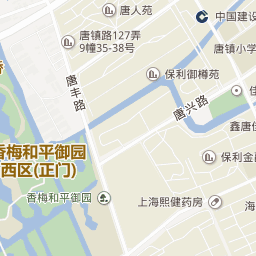 唐人苑
中国建设
唐镇路127弄
9幢35-38号
唐镇小学
保利御樽苑
唐丰路
唐兴路
佳
鑫唐佳
香梅和平御园
西区(正门)
保利金
香梅和平御园
上海熙健药房